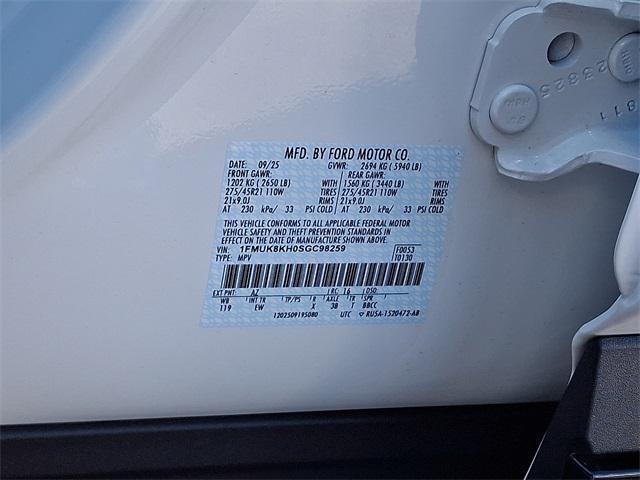 MFD. BY FORD MOTOR CO.
DATE: 09/25 GVWR: 2694 KG ( 5940 LB)
FRONT GAWR: REAR GAWR:
1202 KG ( 2650 LB) WITH 1560 KG ( 3440 LB) WITH
275/45R21 110W TIRES 275/45R21 110W TIRES
21x9.0J RIMS 21x9.0J RIMS
AT 230 kPa/ 33 PSI COLD AT 230 kPa/ 33 PSI COLD
THIS VEHICLE CONFORMS TO ALL APPLICABLE FEDERAL MOTOR
VEHICLE SAFETY AND THEFT PREVENTION STANDARDS IN
EFFECT ON THE DATE OF MANUFACTURE SHOWN ABOVE.
VIN: 1FMUK8KH0SGC98259 F0053
TYPE: MPV T0130
EXT PNT: AZ RC: 16 DSO:
WB INT TR TP/PS R AXLE TR SPR
119 EW X 3B T BBCC
1202509195080 UTC ▽ RU5A-1520472-AB
23825
811